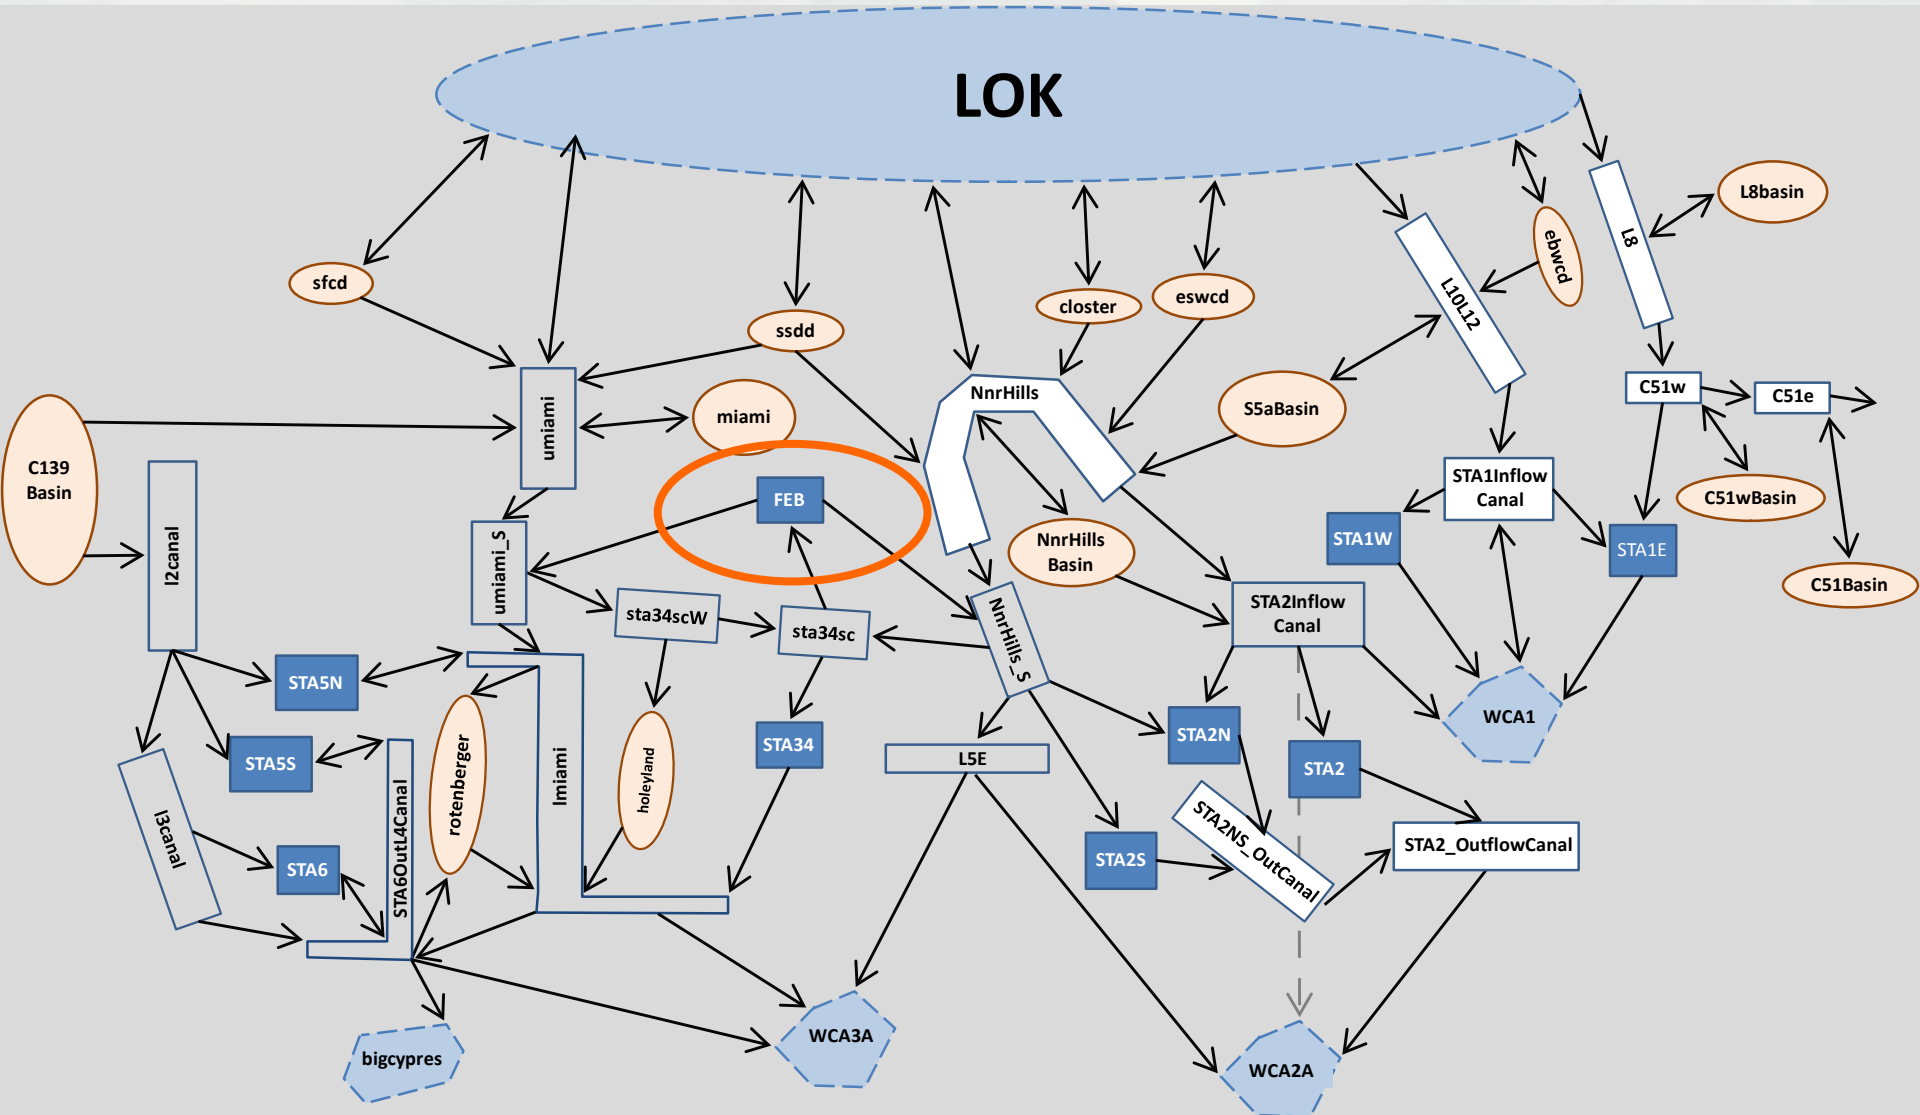 LOK
L8basin
L8
ebwcd
sfcd
L10L12
closter
eswcd
ssdd
NnrHills
C51w
C51e
miami
umiami
S5aBasin
C139
Basin
STA1Inflow
Canal
FEB
C51wBasin
l2canal
umiami_S
NnrHills
Basin
STA1W
STA1E
C51Basin
sta34scW
sta34sc
NnrHills_S
STA2Inflow
Canal
STA5N
WCA1
STA34
STA2N
STA5S
rotenberger
lmiami
holeyland
L5E
STA2
l3canal
STA6
STA6OutL4Canal
STA2S
STA2NS_OutCanal
STA2_OutflowCanal
WCA3A
bigcypres
WCA2A